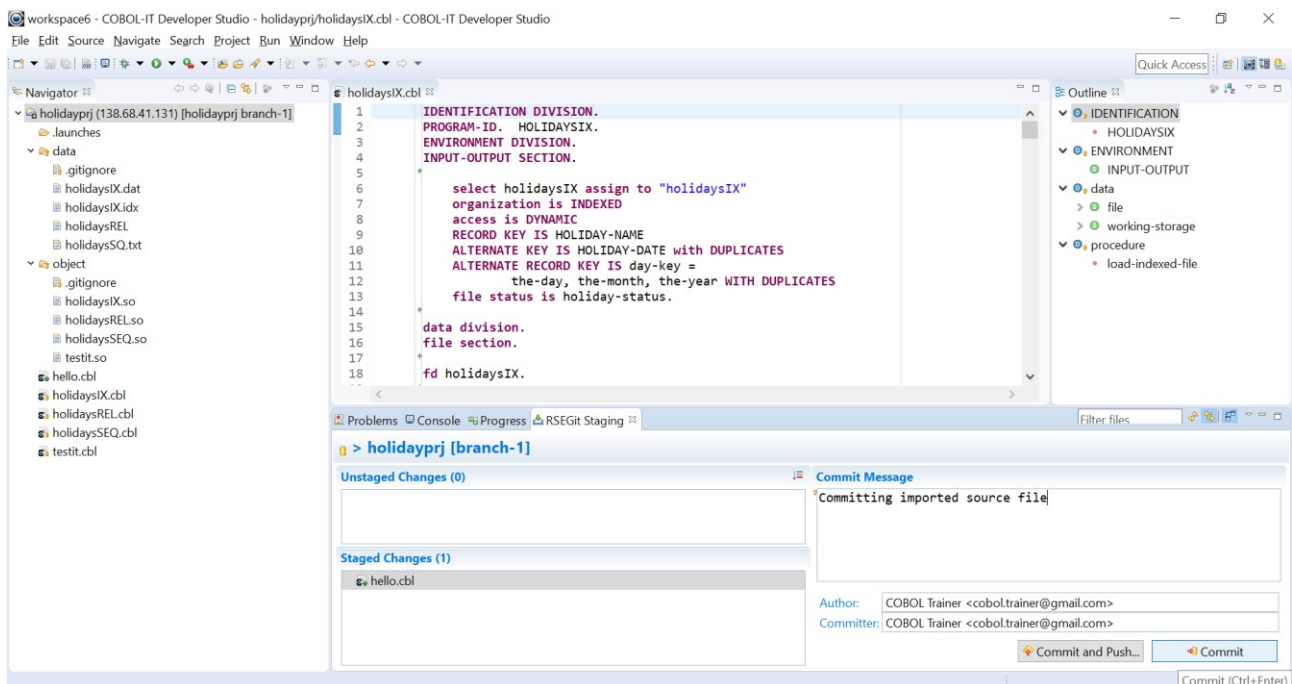 workspace6 - COBOL-IT Developer Studio - holidayprj/holidaysIX.cbl - COBOL-IT Developer Studio
File Edit Source Navigate Search Project Run Window Help
Quick Access
Navigator
holidayprj (138.68.41.131) [holidayprj branch-1]
.launches
data
.gitignore
holidaysIX.dat
holidaysIX.idx
holidaysREL
holidaysSQ.txt
object
.gitignore
holidaysIX.so
holidaysREL.so
holidaysSEQ.so
testit.so
hello.cbl
holidaysIX.cbl
holidaysREL.cbl
holidaysSEQ.cbl
testit.cbl
holidaysIX.cbl
1 IDENTIFICATION DIVISION.
2 PROGRAM-ID. HOLIDAYSIX.
3 ENVIRONMENT DIVISION.
4 INPUT-OUTPUT SECTION.
5 *
6 select holidaysIX assign to "holidaysIX"
7 organization is INDEXED
8 access is DYNAMIC
9 RECORD KEY IS HOLIDAY-NAME
10 ALTERNATE KEY IS HOLIDAY-DATE with DUPLICATES
11 ALTERNATE RECORD KEY IS day-key =
12 the-day, the-month, the-year WITH DUPLICATES
13 file status is holiday-status.
14 *
15 data division.
16 file section.
17 *
18 fd holidaysIX.
Outline
IDENTIFICATION
HOLIDAYSIX
ENVIRONMENT
INPUT-OUTPUT
data
file
working-storage
procedure
load-indexed-file
Problems Console Progress RSEGit Staging
Filter files
> holidayprj [branch-1]
Unstaged Changes (0)
Staged Changes (1)
hello.cbl
Commit Message
Committing imported source file
Author: COBOL Trainer <cobol.trainer@gmail.com>
Committer: COBOL Trainer <cobol.trainer@gmail.com>
Commit and Push... Commit
Commit (Ctrl+Enter)